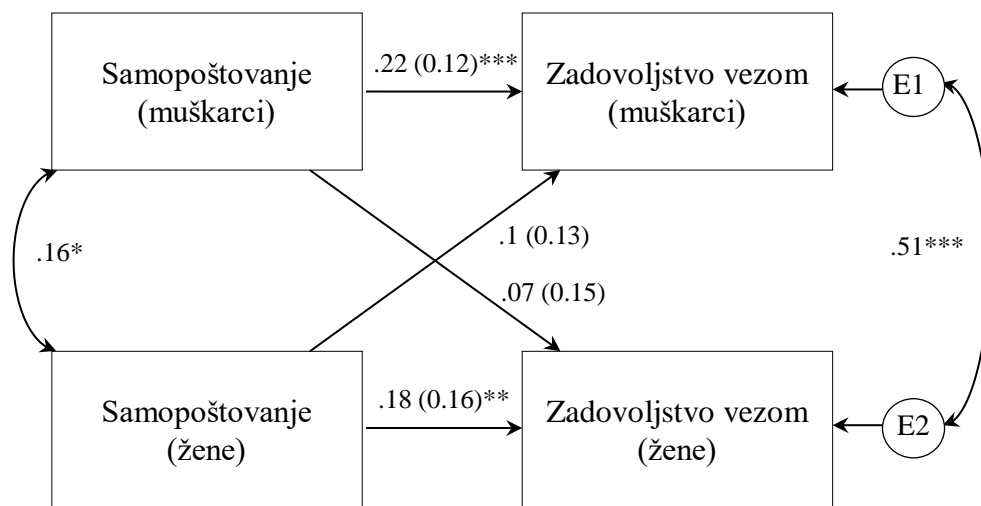 Samopoštovanje
(muškarci)
.22 (0.12)***
Zadovoljstvo vezom
(muškarci)
E1
.16*
.1 (0.13)
.07 (0.15)
.51***
Samopoštovanje
(žene)
.18 (0.16)**
Zadovoljstvo vezom
(žene)
E2